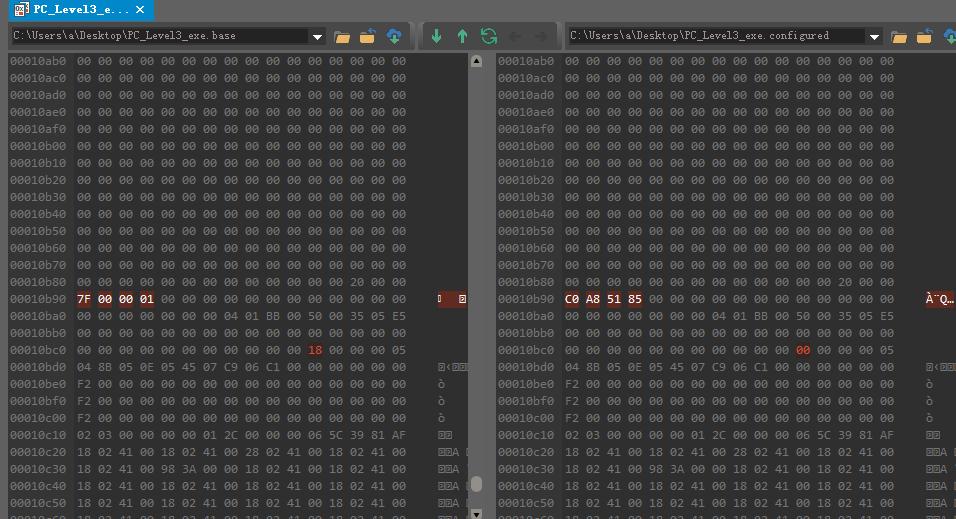 PC_Level3_e... ×
C:\Users\a\Desktop\PC_Level3_exe.base
C:\Users\a\Desktop\PC_Level3_exe.configured
00010ab0 00 00 00 00 00 00 00 00 00 00 00 00 00 00 00 00 00010ab0 00 00 00 00 00 00 00 00 00 00 00 00 00 00 00 00
00010ac0 00 00 00 00 00 00 00 00 00 00 00 00 00 00 00 00 00010ac0 00 00 00 00 00 00 00 00 00 00 00 00 00 00 00 00
00010ad0 00 00 00 00 00 00 00 00 00 00 00 00 00 00 00 00 00010ad0 00 00 00 00 00 00 00 00 00 00 00 00 00 00 00 00
00010ae0 00 00 00 00 00 00 00 00 00 00 00 00 00 00 00 00 00010ae0 00 00 00 00 00 00 00 00 00 00 00 00 00 00 00 00
00010af0 00 00 00 00 00 00 00 00 00 00 00 00 00 00 00 00 00010af0 00 00 00 00 00 00 00 00 00 00 00 00 00 00 00 00
00010b00 00 00 00 00 00 00 00 00 00 00 00 00 00 00 00 00 00010b00 00 00 00 00 00 00 00 00 00 00 00 00 00 00 00 00
00010b10 00 00 00 00 00 00 00 00 00 00 00 00 00 00 00 00 00010b10 00 00 00 00 00 00 00 00 00 00 00 00 00 00 00 00
00010b20 00 00 00 00 00 00 00 00 00 00 00 00 00 00 00 00 00010b20 00 00 00 00 00 00 00 00 00 00 00 00 00 00 00 00
00010b30 00 00 00 00 00 00 00 00 00 00 00 00 00 00 00 00 00010b30 00 00 00 00 00 00 00 00 00 00 00 00 00 00 00 00
00010b40 00 00 00 00 00 00 00 00 00 00 00 00 00 00 00 00 00010b40 00 00 00 00 00 00 00 00 00 00 00 00 00 00 00 00
00010b50 00 00 00 00 00 00 00 00 00 00 00 00 00 00 00 00 00010b50 00 00 00 00 00 00 00 00 00 00 00 00 00 00 00 00
00010b60 00 00 00 00 00 00 00 00 00 00 00 00 00 00 00 00 00010b60 00 00 00 00 00 00 00 00 00 00 00 00 00 00 00 00
00010b70 00 00 00 00 00 00 00 00 00 00 00 00 00 00 00 00 00010b70 00 00 00 00 00 00 00 00 00 00 00 00 00 00 00 00
00010b80 00 00 00 00 00 00 00 00 00 00 00 00 00 20 00 00 00010b80 00 00 00 00 00 00 00 00 00 00 00 00 00 20 00 00
00010b90 7F 00 00 01 00 00 00 00 00 00 00 00 00 00 00 00 00010b90 C0 A8 51 85 00 00 00 00 00 00 00 00 00 00 00 00 À¨Q…
00010ba0 00 00 00 00 00 00 00 04 01 BB 00 50 00 35 05 E5 00010ba0 00 00 00 00 00 00 00 04 01 BB 00 50 00 35 05 E5
00010bb0 00 00 00 00 00 00 00 00 00 00 00 00 00 00 00 00 00010bb0 00 00 00 00 00 00 00 00 00 00 00 00 00 00 00 00
00010bc0 00 00 00 00 00 00 00 00 00 00 00 18 00 00 00 05 00010bc0 00 00 00 00 00 00 00 00 00 00 00 00 00 00 00 05
00010bd0 04 8B 05 0E 05 45 07 C9 06 C1 00 00 00 00 00 00 00010bd0 04 8B 05 0E 05 45 07 C9 06 C1 00 00 00 00 00 00
00010be0 F2 00 00 00 00 00 00 00 00 00 00 00 00 00 00 00 ò 00010be0 F2 00 00 00 00 00 00 00 00 00 00 00 00 00 00 00 ò
00010bf0 F2 00 00 00 00 00 00 00 00 00 00 00 00 00 00 00 ò 00010bf0 F2 00 00 00 00 00 00 00 00 00 00 00 00 00 00 00 ò
00010c00 F2 00 00 00 00 00 00 00 00 00 00 00 00 00 00 00 ò 00010c00 F2 00 00 00 00 00 00 00 00 00 00 00 00 00 00 00 ò
00010c10 02 03 00 00 00 00 01 2C 00 00 00 06 5C 39 81 AF 00010c10 02 03 00 00 00 00 01 2C 00 00 00 06 5C 39 81 AF
00010c20 18 02 41 00 18 02 41 00 28 02 41 00 18 02 41 00 A 00010c20 18 02 41 00 18 02 41 00 28 02 41 00 18 02 41 00 A
00010c30 18 02 41 00 98 3A 00 00 18 02 41 00 18 02 41 00 A 00010c30 18 02 41 00 98 3A 00 00 18 02 41 00 18 02 41 00 A
00010c40 18 02 41 00 18 02 41 00 18 02 41 00 18 02 41 00 A 00010c40 18 02 41 00 18 02 41 00 18 02 41 00 18 02 41 00 A
00010c50 18 02 41 00 18 02 41 00 18 02 41 00 18 02 41 00 A 00010c50 18 02 41 00 18 02 41 00 18 02 41 00 18 02 41 00 A